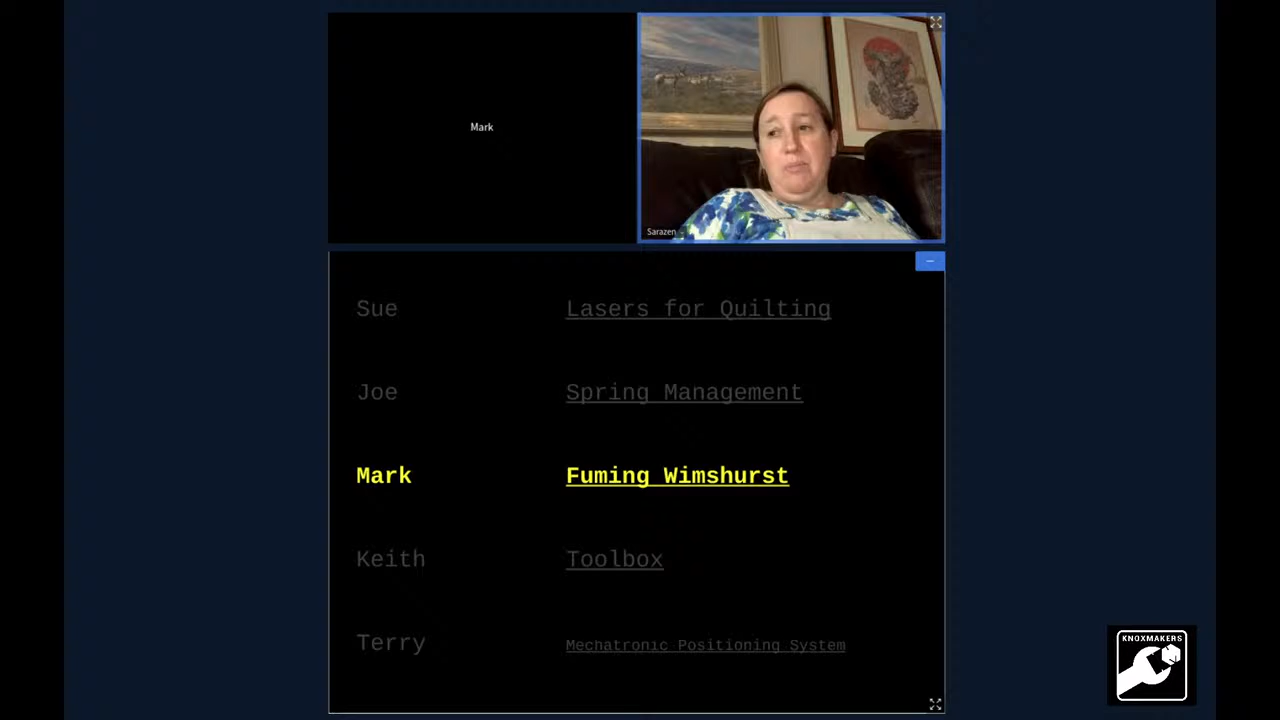 Mark
Sarazen
Sue Lasers for Quilting
Joe Spring Management
Mark Fuming Wimshurst
Keith Toolbox
Terry Mechatronic Positioning System
KNOXMAKERS